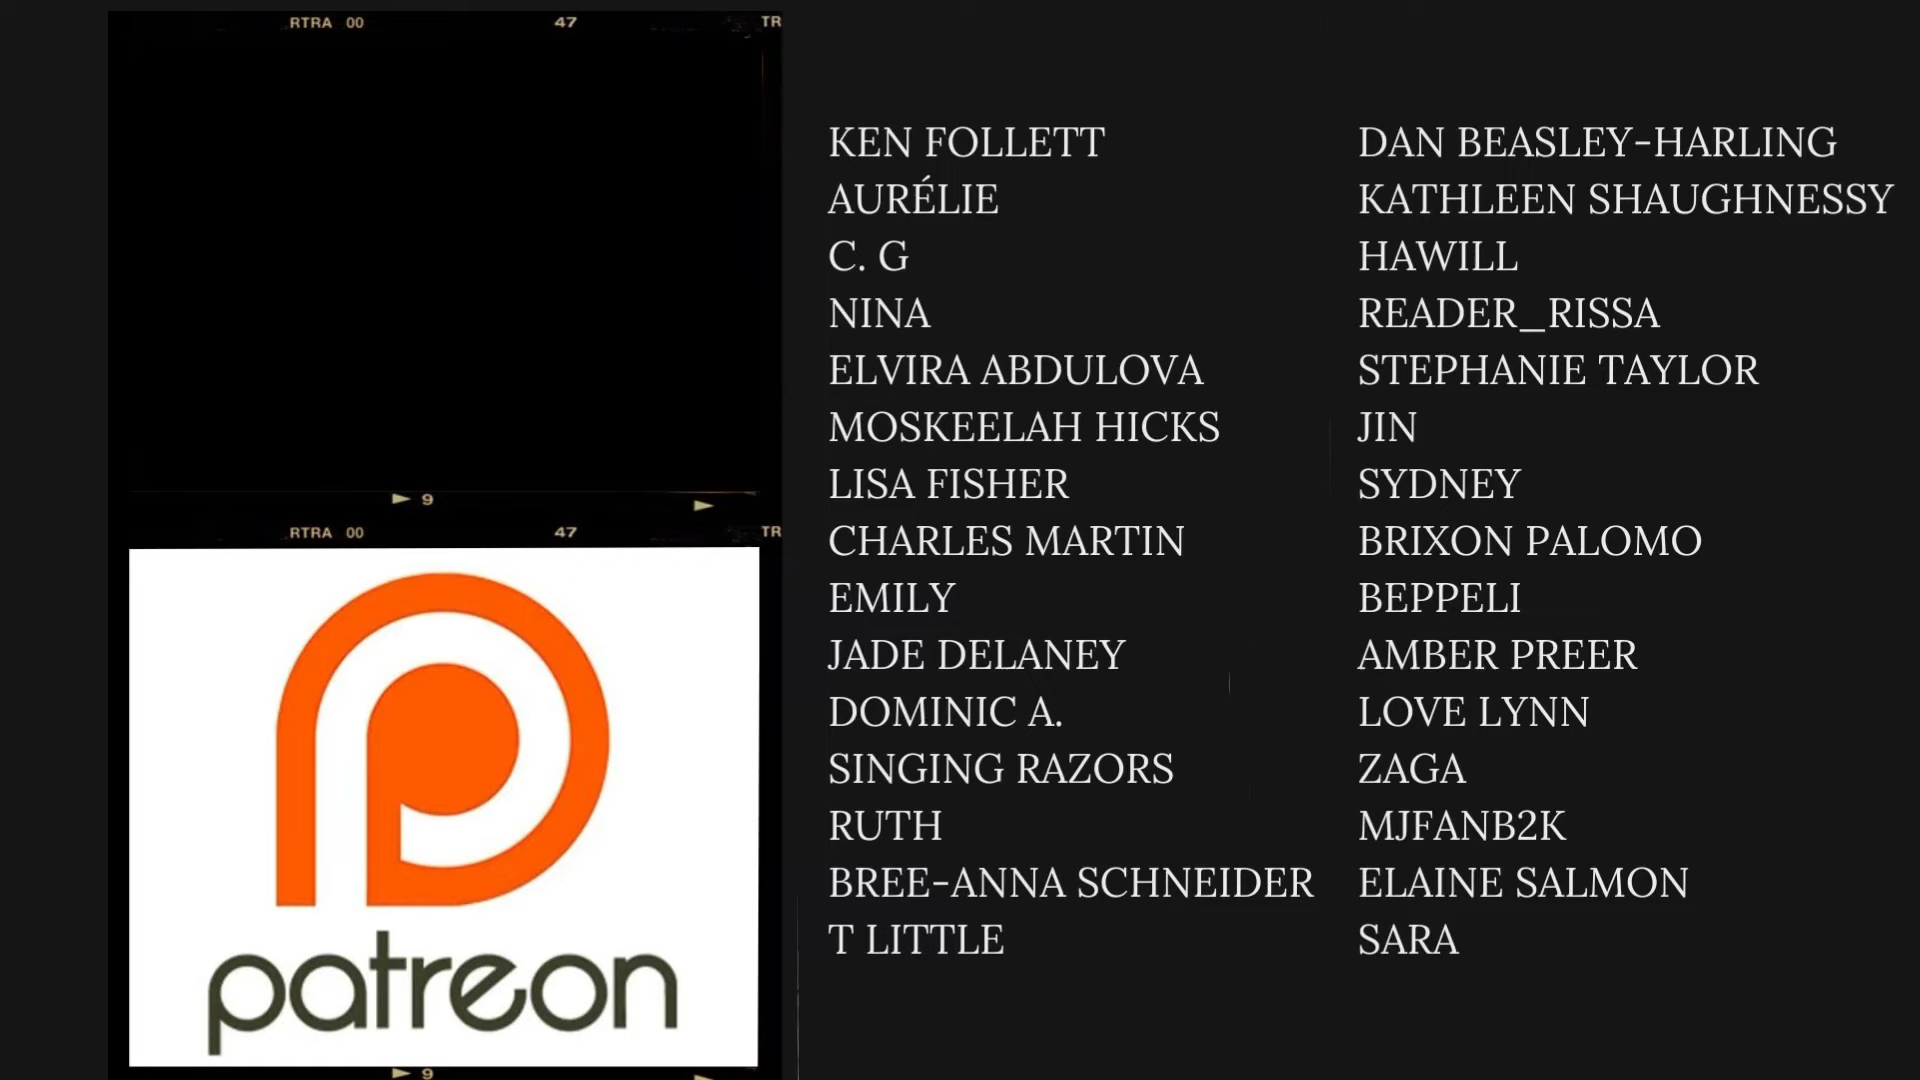 RTRA 00 47 TR
9
RTRA 00 47 TR
patreon
9
KEN FOLLETT
AURÉLIE
C. G
NINA
ELVIRA ABDULOVA
MOSKEELAH HICKS
LISA FISHER
CHARLES MARTIN
EMILY
JADE DELANEY
DOMINIC A.
SINGING RAZORS
RUTH
BREE-ANNA SCHNEIDER
T LITTLE
DAN BEASLEY-HARLING
KATHLEEN SHAUGHNESSY
HAWILL
READER_RISSA
STEPHANIE TAYLOR
JIN
SYDNEY
BRIXON PALOMO
BEPPELI
AMBER PREER
LOVE LYNN
ZAGA
MJFANB2K
ELAINE SALMON
SARA